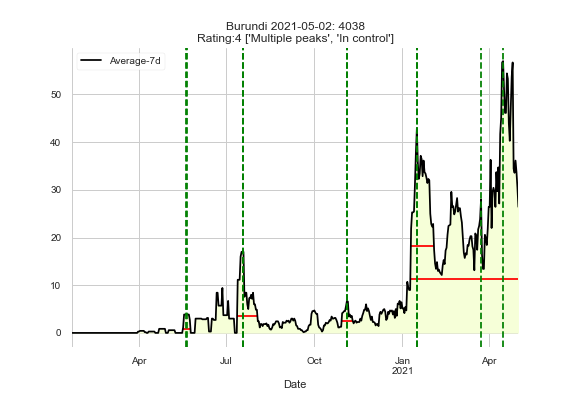 Burundi 2021-05-02: 4038
Rating:4 ['Multiple peaks', 'In control']
Average-7d
50
40
30
20
10
0
Apr
Jul
Oct
Jan
2021
Apr
Date